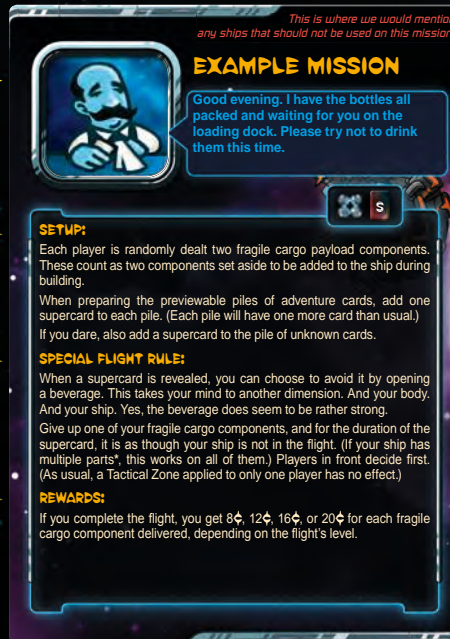 This is where we would mention
any ships that should not be used on this mission
EXAMPLE MISSION
Good evening. I have the bottles all
packed and waiting for you on the
loading dock. Please try not to drink
them this time.
S
SETUP:
Each player is randomly dealt two fragile cargo payload components.
These count as two components set aside to be added to the ship during
building.
When preparing the previewable piles of adventure cards, add one
supercard to each pile. (Each pile will have one more card than usual.)
If you dare, also add a supercard to the pile of unknown cards.
SPECIAL FLIGHT RULE:
When a supercard is revealed, you can choose to avoid it by opening
a beverage. This takes your mind to another dimension. And your body.
And your ship. Yes, the beverage does seem to be rather strong.
Give up one of your fragile cargo components, and for the duration of the
supercard, it is as though your ship is not in the flight. (If your ship has
multiple parts*, this works on all of them.) Players in front decide first.
(As usual, a Tactical Zone applied to only one player has no effect.)
REWARDS:
If you complete the flight, you get 8¢, 12¢, 16¢, or 20¢ for each fragile
cargo component delivered, depending on the flight's level.